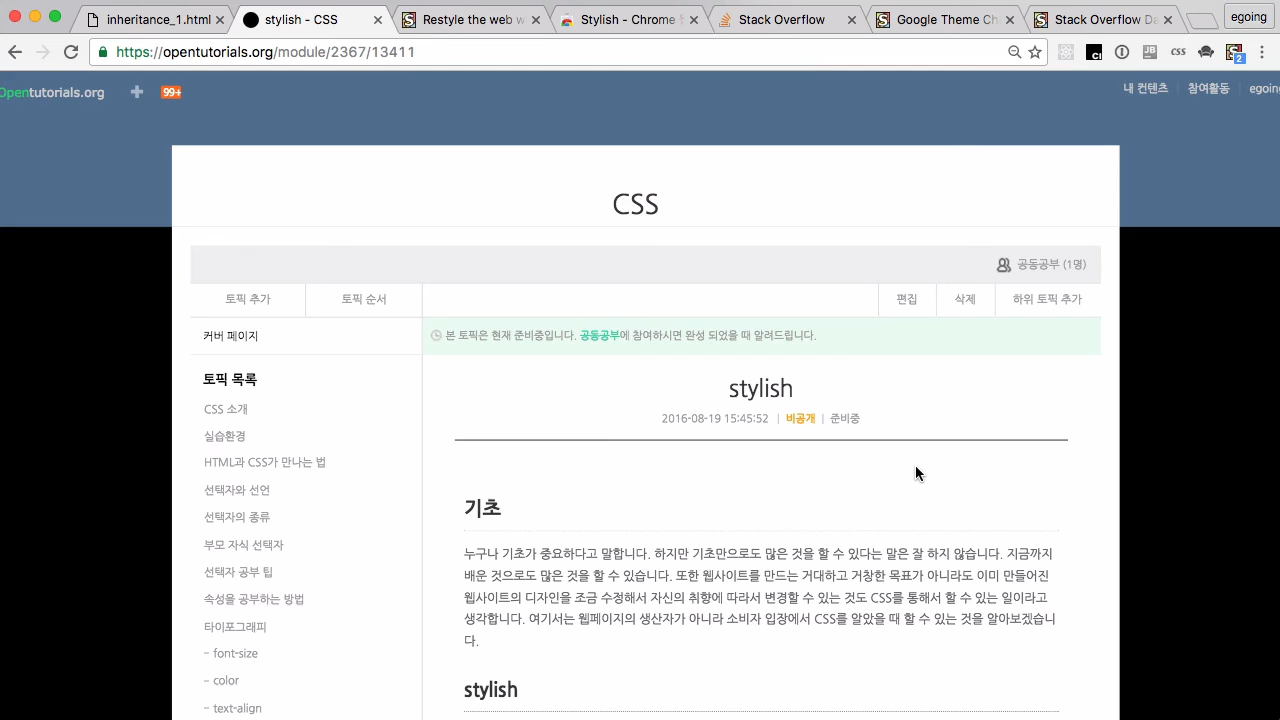 inheritance_1.html
stylish - CSS
Restyle the web w
Stylish - Chrome
Stack Overflow
Google Theme Ch
Stack Overflow Da
egoing
https://opentutorials.org/module/2367/13411
JB
CSS
2
Opentutorials.org
99+
내 컨텐츠
참여활동
egoing
CSS
공동공부 (1명)
토픽 추가
토픽 순서
편집
삭제
하위 토픽 추가
커버 페이지
본 토픽은 현재 준비중입니다. 공동공부에 참여하시면 완성 되었을 때 알려드립니다.
토픽 목록
CSS 소개
실습환경
HTML과 CSS가 만나는 법
선택자와 선언
선택자의 종류
부모 자식 선택자
선택자 공부 팁
속성을 공부하는 방법
타이포그래피
- font-size
- color
- text-align
stylish
2016-08-19 15:45:52 | 비공개 | 준비중
기초
누구나 기초가 중요하다고 말합니다. 하지만 기초만으로도 많은 것을 할 수 있다는 말은 잘 하지 않습니다. 지금까지
배운 것으로도 많은 것을 할 수 있습니다. 또한 웹사이트를 만드는 거대하고 거창한 목표가 아니라도 이미 만들어진
웹사이트의 디자인을 조금 수정해서 자신의 취향에 따라서 변경할 수 있는 것도 CSS를 통해서 할 수 있는 일이라고
생각합니다. 여기서는 웹페이지의 생산자가 아니라 소비자 입장에서 CSS를 알았을 때 할 수 있는 것을 알아보겠습니
다.
stylish